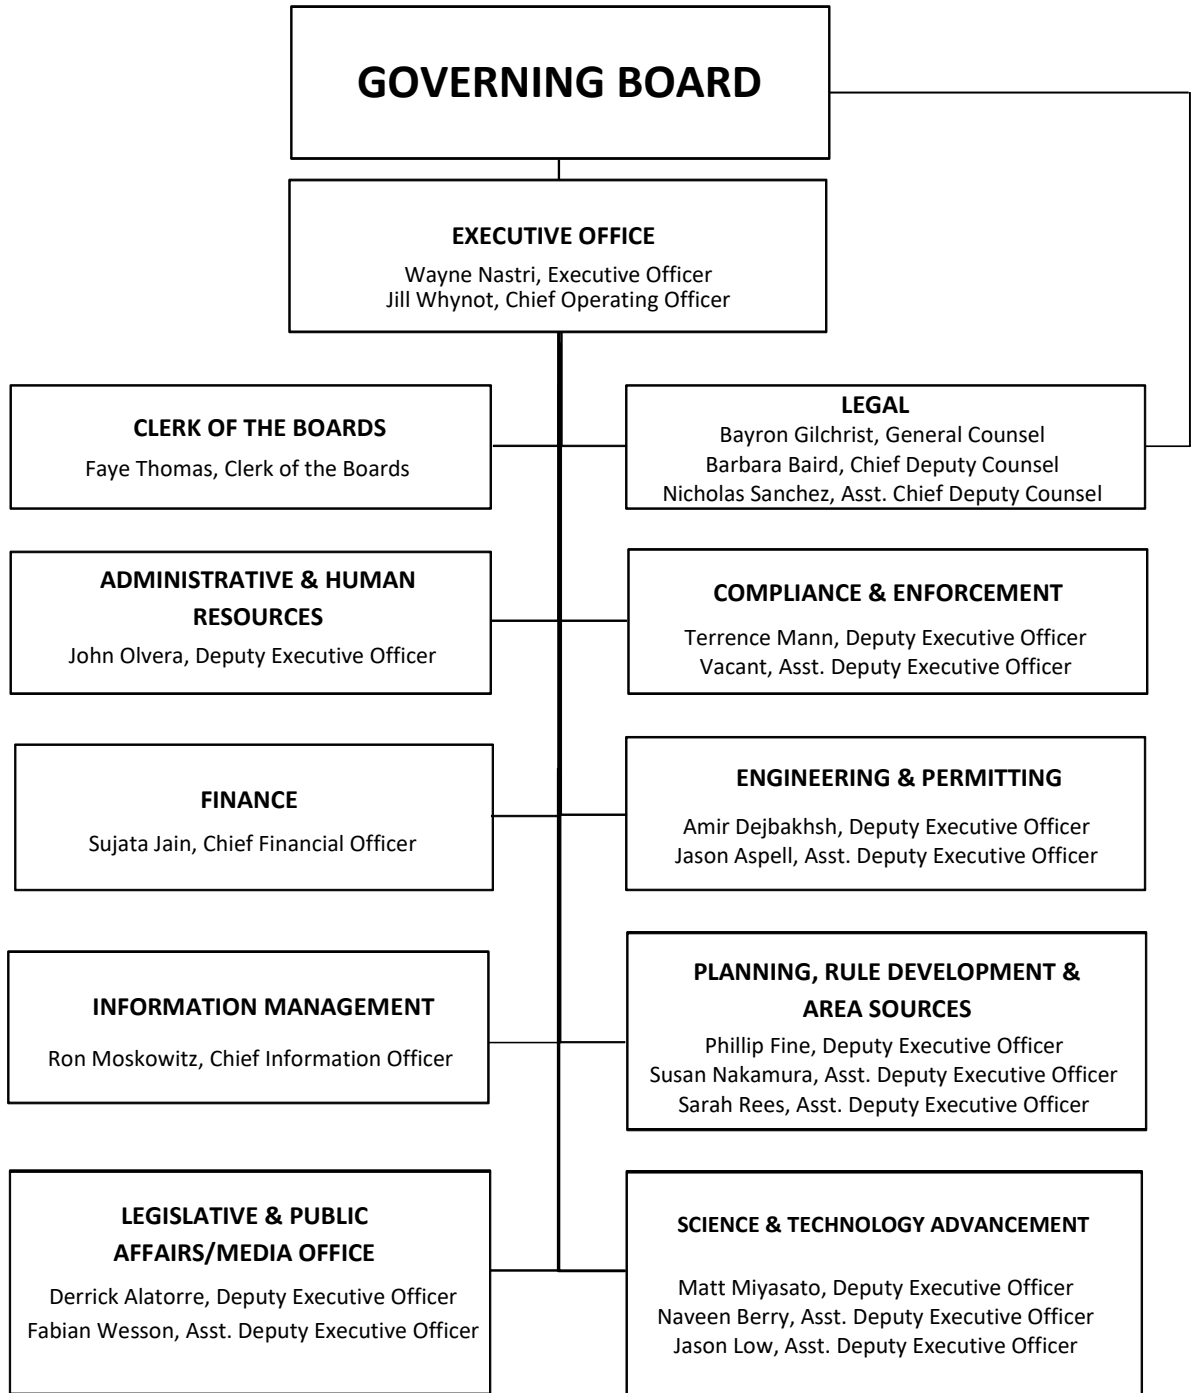 GOVERNING BOARD
EXECUTIVE OFFICE
Wayne Nastri, Executive Officer
Jill Whynot, Chief Operating Officer
CLERK OF THE BOARDS
Faye Thomas, Clerk of the Boards
LEGAL
Bayron Gilchrist, General Counsel
Barbara Baird, Chief Deputy Counsel
Nicholas Sanchez, Asst. Chief Deputy Counsel
ADMINISTRATIVE & HUMAN
RESOURCES
John Olvera, Deputy Executive Officer
COMPLIANCE & ENFORCEMENT
Terrence Mann, Deputy Executive Officer
Vacant, Asst. Deputy Executive Officer
FINANCE
Sujata Jain, Chief Financial Officer
ENGINEERING & PERMITTING
Amir Dejbakhsh, Deputy Executive Officer
Jason Aspell, Asst. Deputy Executive Officer
INFORMATION MANAGEMENT
Ron Moskowitz, Chief Information Officer
PLANNING, RULE DEVELOPMENT &
AREA SOURCES
Phillip Fine, Deputy Executive Officer
Susan Nakamura, Asst. Deputy Executive Officer
Sarah Rees, Asst. Deputy Executive Officer
LEGISLATIVE & PUBLIC
AFFAIRS/MEDIA OFFICE
Derrick Alatorre, Deputy Executive Officer
Fabian Wesson, Asst. Deputy Executive Officer
SCIENCE & TECHNOLOGY ADVANCEMENT
Matt Miyasato, Deputy Executive Officer
Naveen Berry, Asst. Deputy Executive Officer
Jason Low, Asst. Deputy Executive Officer